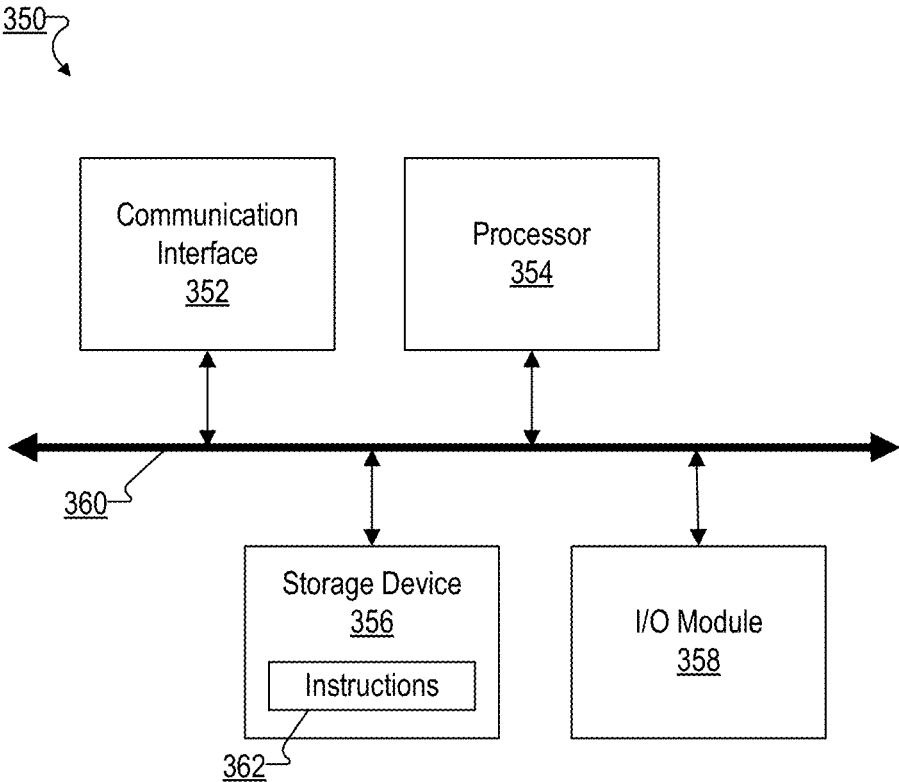 350
Communication
Interface
352
Processor
354
360
Storage Device
356
Instructions
362
I/O Module
358